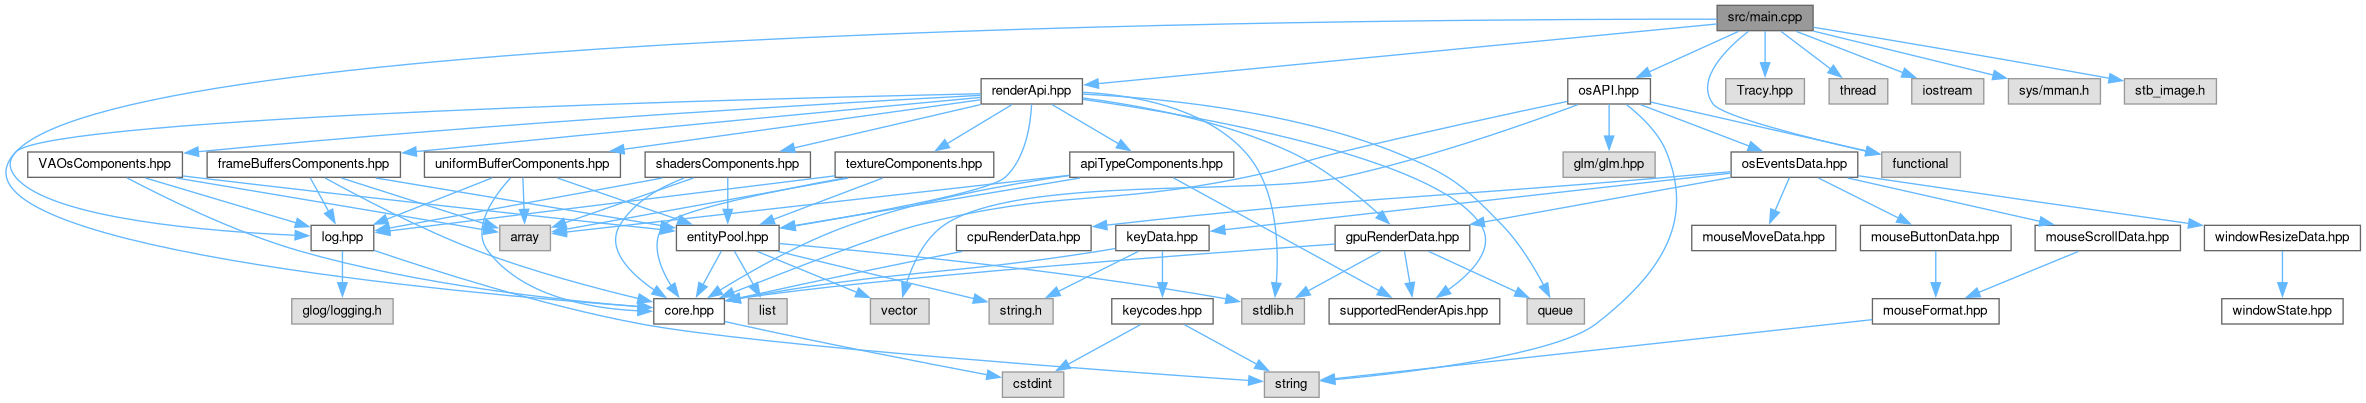 src/main.cpp
renderApi.hpp
osAPI.hpp
Tracy.hpp
thread
iostream
sys/mman.h
stb_image.h
VAOsComponents.hpp
frameBuffersComponents.hpp
uniformBufferComponents.hpp
shadersComponents.hpp
textureComponents.hpp
apiTypeComponents.hpp
glm/glm.hpp
osEventsData.hpp
functional
log.hpp
array
entityPool.hpp
cpuRenderData.hpp
keyData.hpp
gpuRenderData.hpp
mouseMoveData.hpp
mouseButtonData.hpp
mouseScrollData.hpp
windowResizeData.hpp
glog/logging.h
core.hpp
list
vector
string.h
keycodes.hpp
stdlib.h
supportedRenderApis.hpp
queue
mouseFormat.hpp
windowState.hpp
cstdint
string